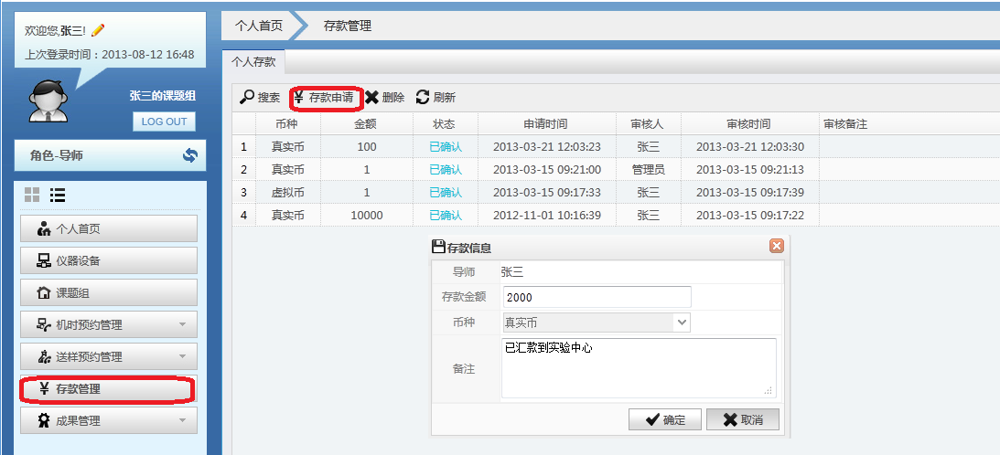 欢迎您,张三!
上次登录时间：2013-08-12 16:48
张三的课题组
LOG OUT
角色-导师
个人首页
仪器设备
课题组
机时预约管理
送样预约管理
¥ 存款管理
成果管理
个人首页 存款管理
个人存款
搜索 ¥ 存款申请 删除 刷新
币种 金额 状态 申请时间 审核人 审核时间 审核备注
1 真实币 100 已确认 2013-03-21 12:03:23 张三 2013-03-21 12:03:30
2 真实币 1 已确认 2013-03-15 09:21:00 管理员 2013-03-15 09:21:13
3 虚拟币 1 已确认 2013-03-15 09:17:33 张三 2013-03-15 09:17:39
4 真实币 10000 已确认 2012-11-01 10:16:39 张三 2013-03-15 09:17:22
存款信息
导师 张三
存款金额 2000
币种 真实币
备注 已汇款到实验中心
确定 取消